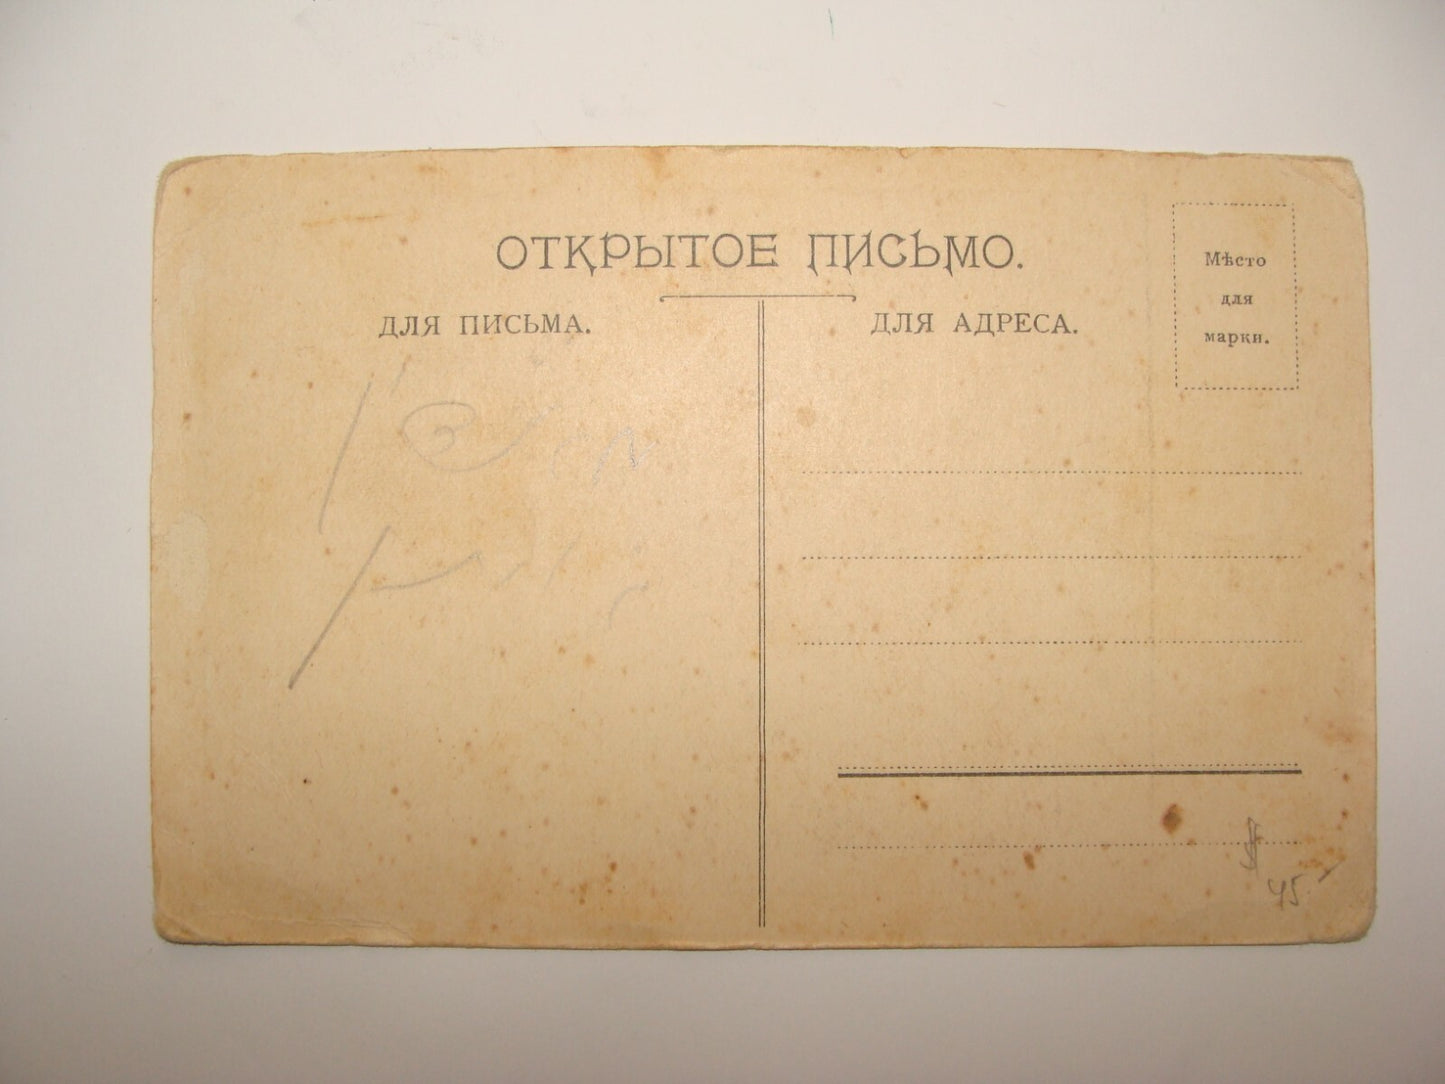 ОТКРЫТОЕ ПИСЬМО.
ДЛЯ ПИСЬМА.
ДЛЯ АДРЕСА.
Мѣсто
для
марки.
45.